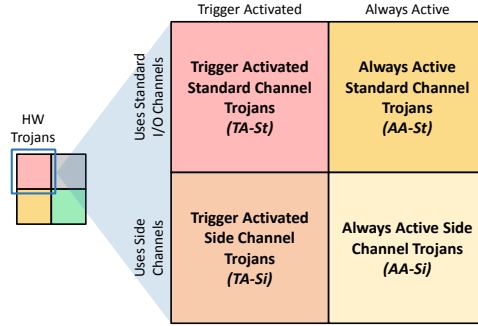 Trigger Activated
Always Active
Uses Standard
I/O Channels
Trigger Activated
Standard Channel
Trojans
(TA-St)
Always Active
Standard Channel
Trojans
(AA-St)
HW
Trojans
Uses Side
Channels
Trigger Activated
Side Channel
Trojans
(TA-Si)
Always Active Side
Channel Trojans
(AA-Si)